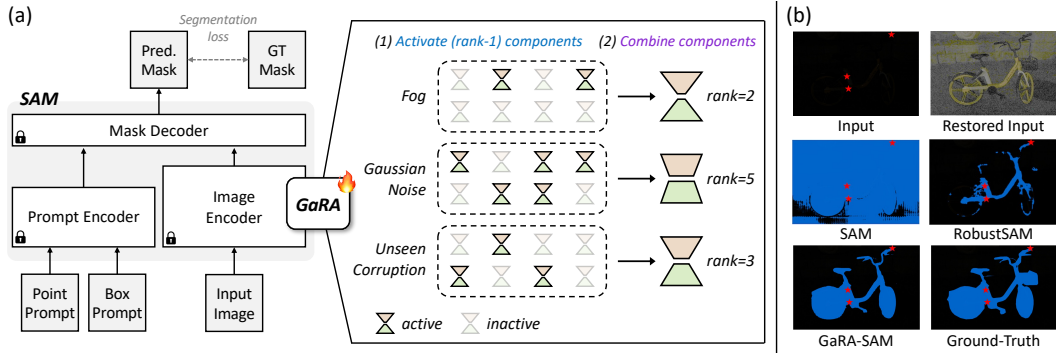 (a)
Segmentation
loss
Pred.
Mask
GT
Mask
SAM
Mask Decoder
Prompt Encoder
Image
Encoder
GaRA
Point
Prompt
Box
Prompt
Input
Image
(1) Activate (rank-1) components
(2) Combine components
Fog
rank=2
Gaussian
Noise
rank=5
Unseen
Corruption
rank=3
active
inactive
(b)
Input
Restored Input
SAM
RobustSAM
GaRA-SAM
Ground-Truth